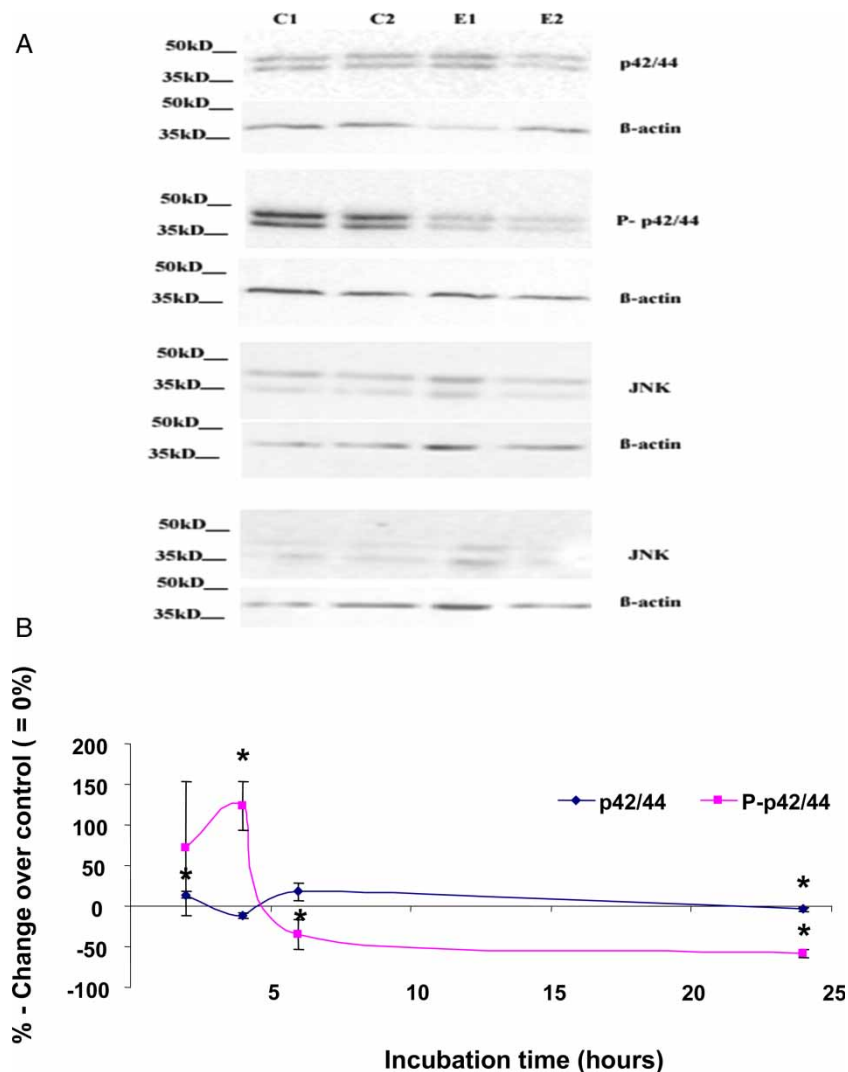 A
C1 C2 E1 E2
50kD
35kD
p42/44
50kD
35kD
ß-actin
50kD
35kD
P- p42/44
50kD
35kD
ß-actin
50kD
35kD
JNK
50kD
35kD
ß-actin
50kD
35kD
JNK
50kD
35kD
ß-actin
B
% - Change over control ( = 0%)
200
150
100
50
0
-50
-100
* * * * *
p42/44
P-p42/44
5 10 15 20 25
Incubation time (hours)